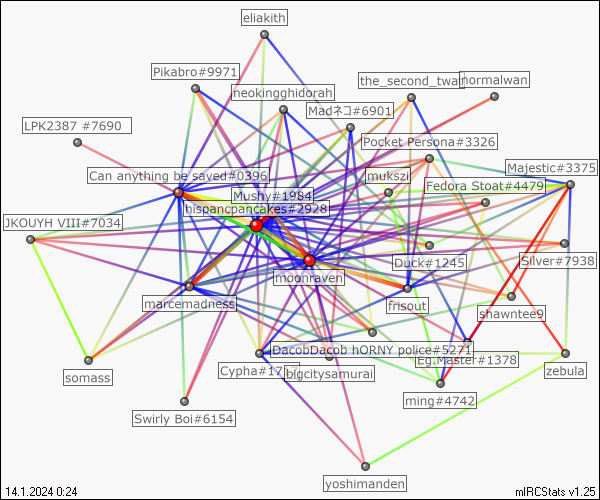 eliakith
Pikabro#9971
the_second_twan
normalwan
neokingghidorah
Madネコ#6901
LPK2387 #7690
Pocket Persona#3326
Can anything be saved#0396
mukszi
Majestic#3375
Mushy#1984
Fedora Stoat#4479
hispancpancakes#2928
JKOUYH VIII#7034
Duck#1245
Silver#7938
moonraven
marcemadness
frisout
shawntee9
DacobDacob hORNY police#5271
Eg.Master#1378
somass
Cypha#17
bigcitysamurai
zebula
ming#4742
Swirly Boi#6154
yoshimanden
14.1.2024 0:24
mIRCStats v1.25